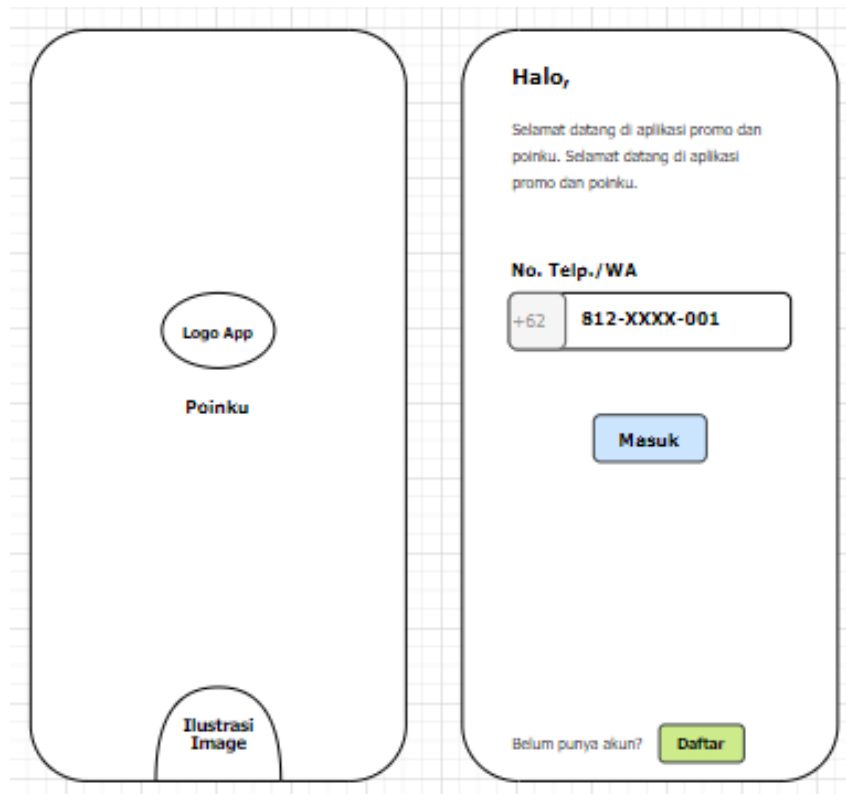 Logo App
Poinku
Ilustrasi
Image
Halo,
Selamat datang di aplikasi promo dan
poinku. Selamat datang di aplikasi
promo dan poinku.
No. Telp./WA
+62 812-XXXX-001
Masuk
Belum punya akun? Daftar